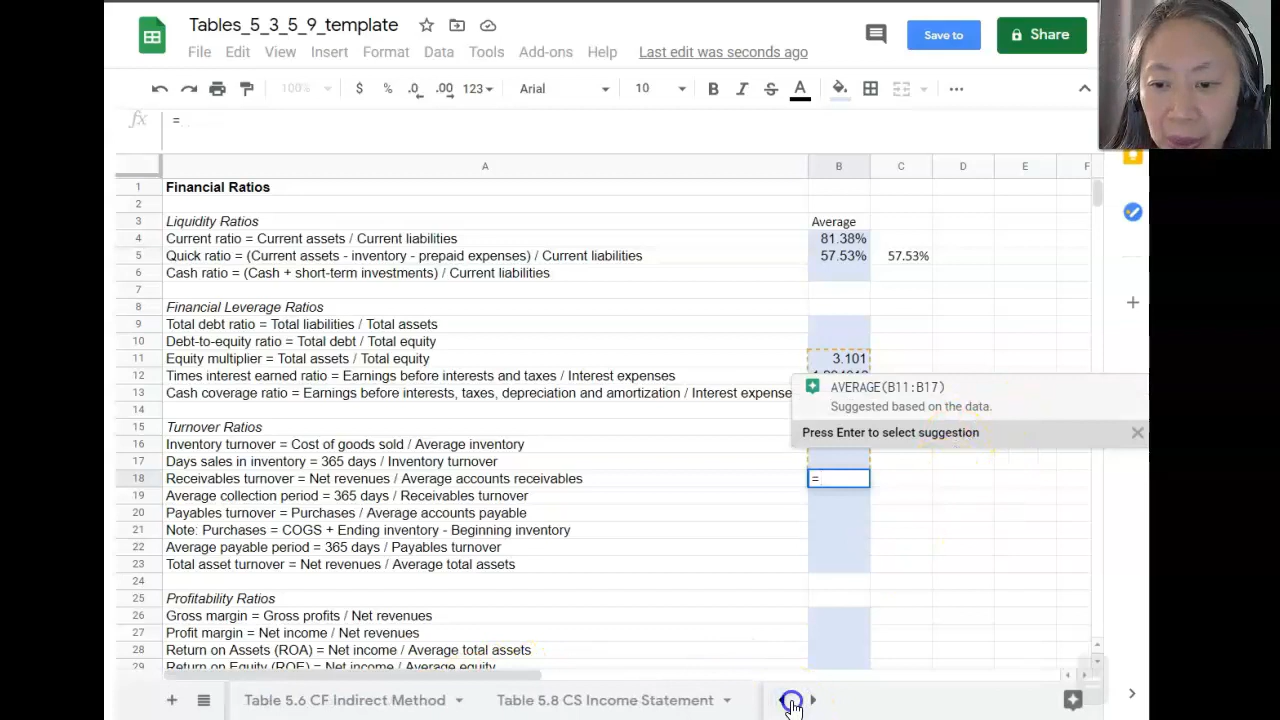 Tables_5_3_5_9_template
File Edit View Insert Format Data Tools Add-ons Help Last edit was seconds ago
Save to
Share
100% $ % .0 .00 123 Arial 10 B I S A
fx =
A B C D E F
1 Financial Ratios
2
3 Liquidity Ratios Average
4 Current ratio = Current assets / Current liabilities 81.38%
5 Quick ratio = (Current assets - inventory - prepaid expenses) / Current liabilities 57.53% 57.53%
6 Cash ratio = (Cash + short-term investments) / Current liabilities
7
8 Financial Leverage Ratios
9 Total debt ratio = Total liabilities / Total assets
10 Debt-to-equity ratio = Total debt / Total equity
11 Equity multiplier = Total assets / Total equity 3.101
12 Times interest earned ratio = Earnings before interests and taxes / Interest expenses
13 Cash coverage ratio = Earnings before interests, taxes, depreciation and amortization / Interest expense
AVERAGE(B11:B17)
Suggested based on the data.
Press Enter to select suggestion
14
15 Turnover Ratios
16 Inventory turnover = Cost of goods sold / Average inventory
17 Days sales in inventory = 365 days / Inventory turnover
18 Receivables turnover = Net revenues / Average accounts receivables =
19 Average collection period = 365 days / Receivables turnover
20 Payables turnover = Purchases / Average accounts payable
21 Note: Purchases = COGS + Ending inventory - Beginning inventory
22 Average payable period = 365 days / Payables turnover
23 Total asset turnover = Net revenues / Average total assets
24
25 Profitability Ratios
26 Gross margin = Gross profits / Net revenues
27 Profit margin = Net income / Net revenues
28 Return on Assets (ROA) = Net income / Average total assets
29 Return on Equity (ROE) = Net income / Average equity
Table 5.6 CF Indirect Method Table 5.8 CS Income Statement